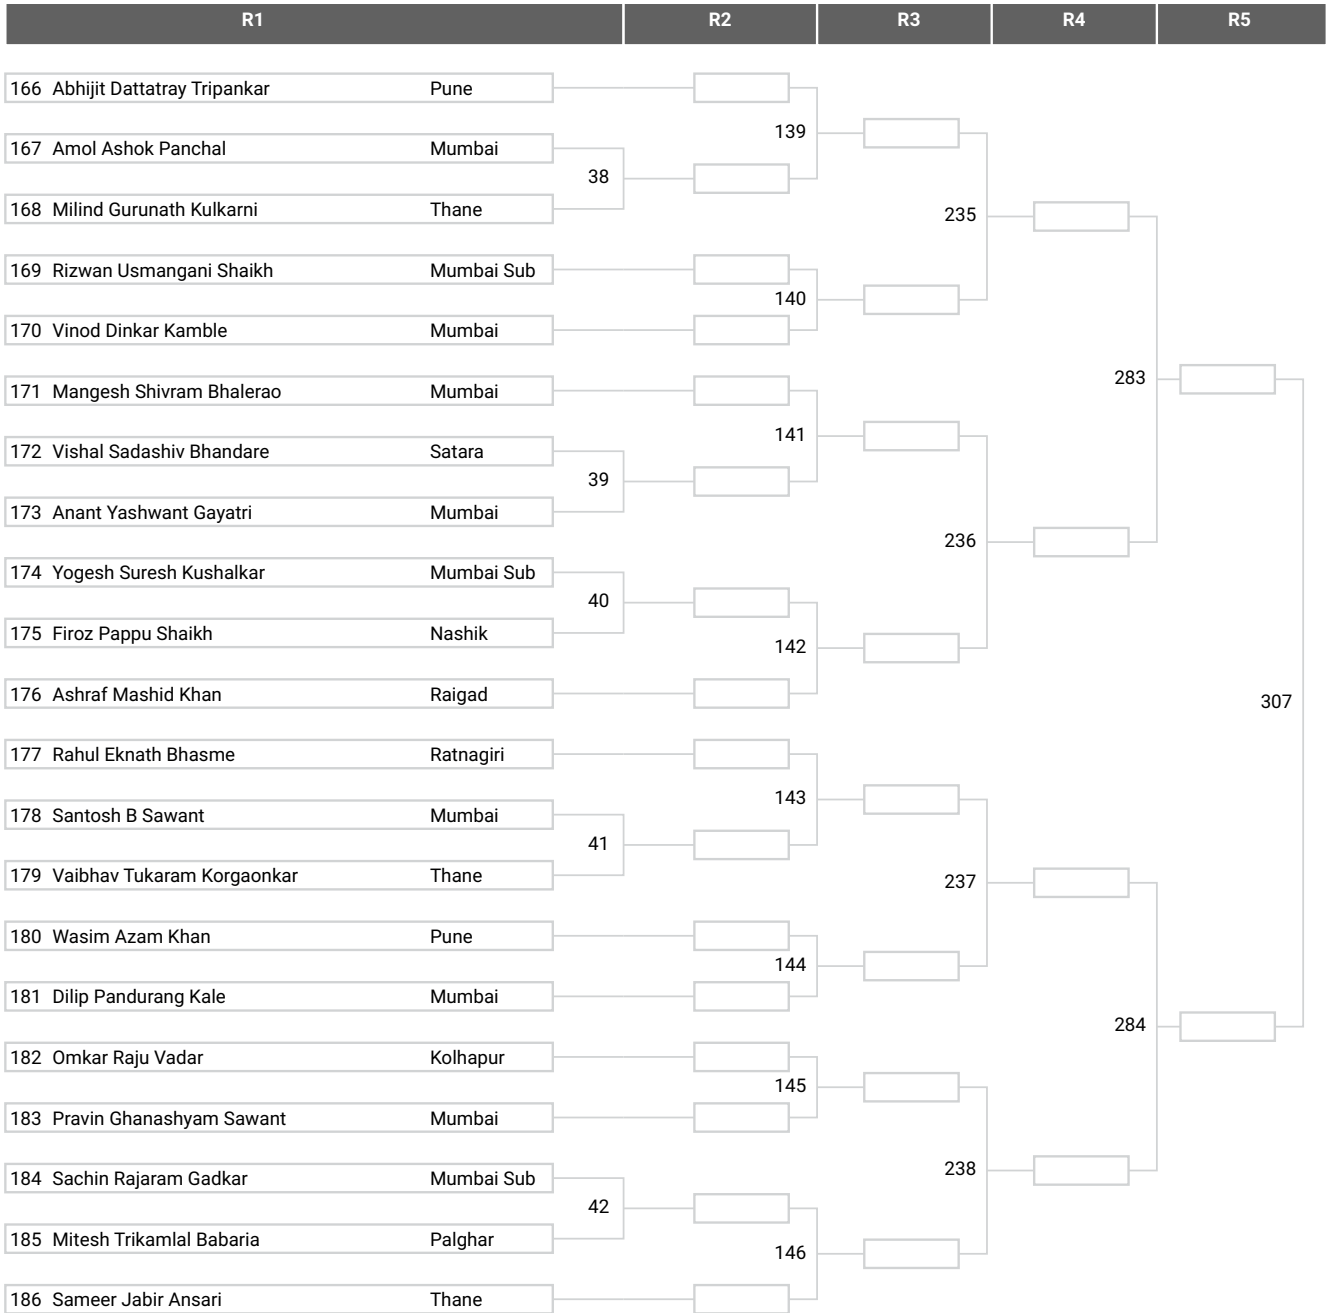 R1 R2 R3 R4 R5
166 Abhijit Dattatray Tripankar Pune
139
167 Amol Ashok Panchal Mumbai
38
168 Milind Gurunath Kulkarni Thane
235
169 Rizwan Usmangani Shaikh Mumbai Sub
140
170 Vinod Dinkar Kamble Mumbai
283
171 Mangesh Shivram Bhalerao Mumbai
141
172 Vishal Sadashiv Bhandare Satara
39
173 Anant Yashwant Gayatri Mumbai
236
174 Yogesh Suresh Kushalkar Mumbai Sub
40
175 Firoz Pappu Shaikh Nashik
142
176 Ashraf Mashid Khan Raigad
307
177 Rahul Eknath Bhasme Ratnagiri
143
178 Santosh B Sawant Mumbai
41
179 Vaibhav Tukaram Korgaonkar Thane
237
180 Wasim Azam Khan Pune
144
181 Dilip Pandurang Kale Mumbai
284
182 Omkar Raju Vadar Kolhapur
145
183 Pravin Ghanashyam Sawant Mumbai
238
184 Sachin Rajaram Gadkar Mumbai Sub
42
185 Mitesh Trikamlal Babaria Palghar
146
186 Sameer Jabir Ansari Thane